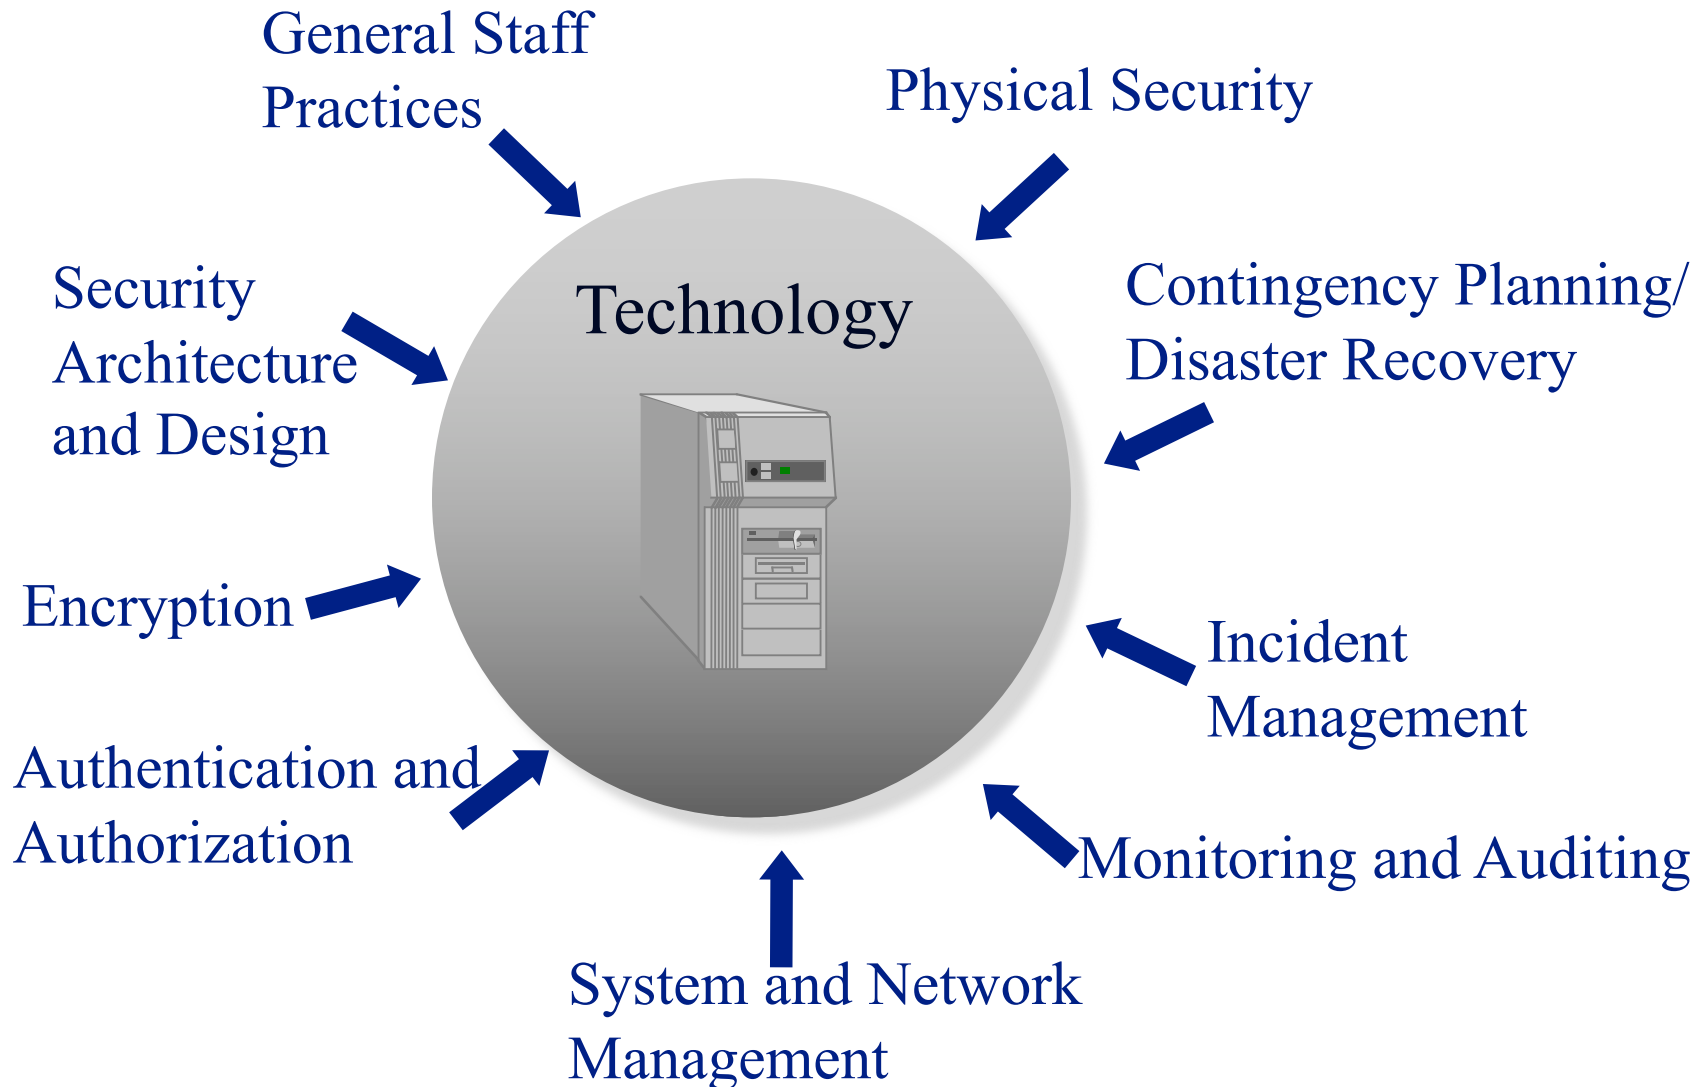 General Staff
Practices
Physical Security
Technology
Contingency Planning/
Disaster Recovery
Security
Architecture
and Design
Encryption
Incident
Management
Authentication and
Authorization
Monitoring and Auditing
System and Network
Management